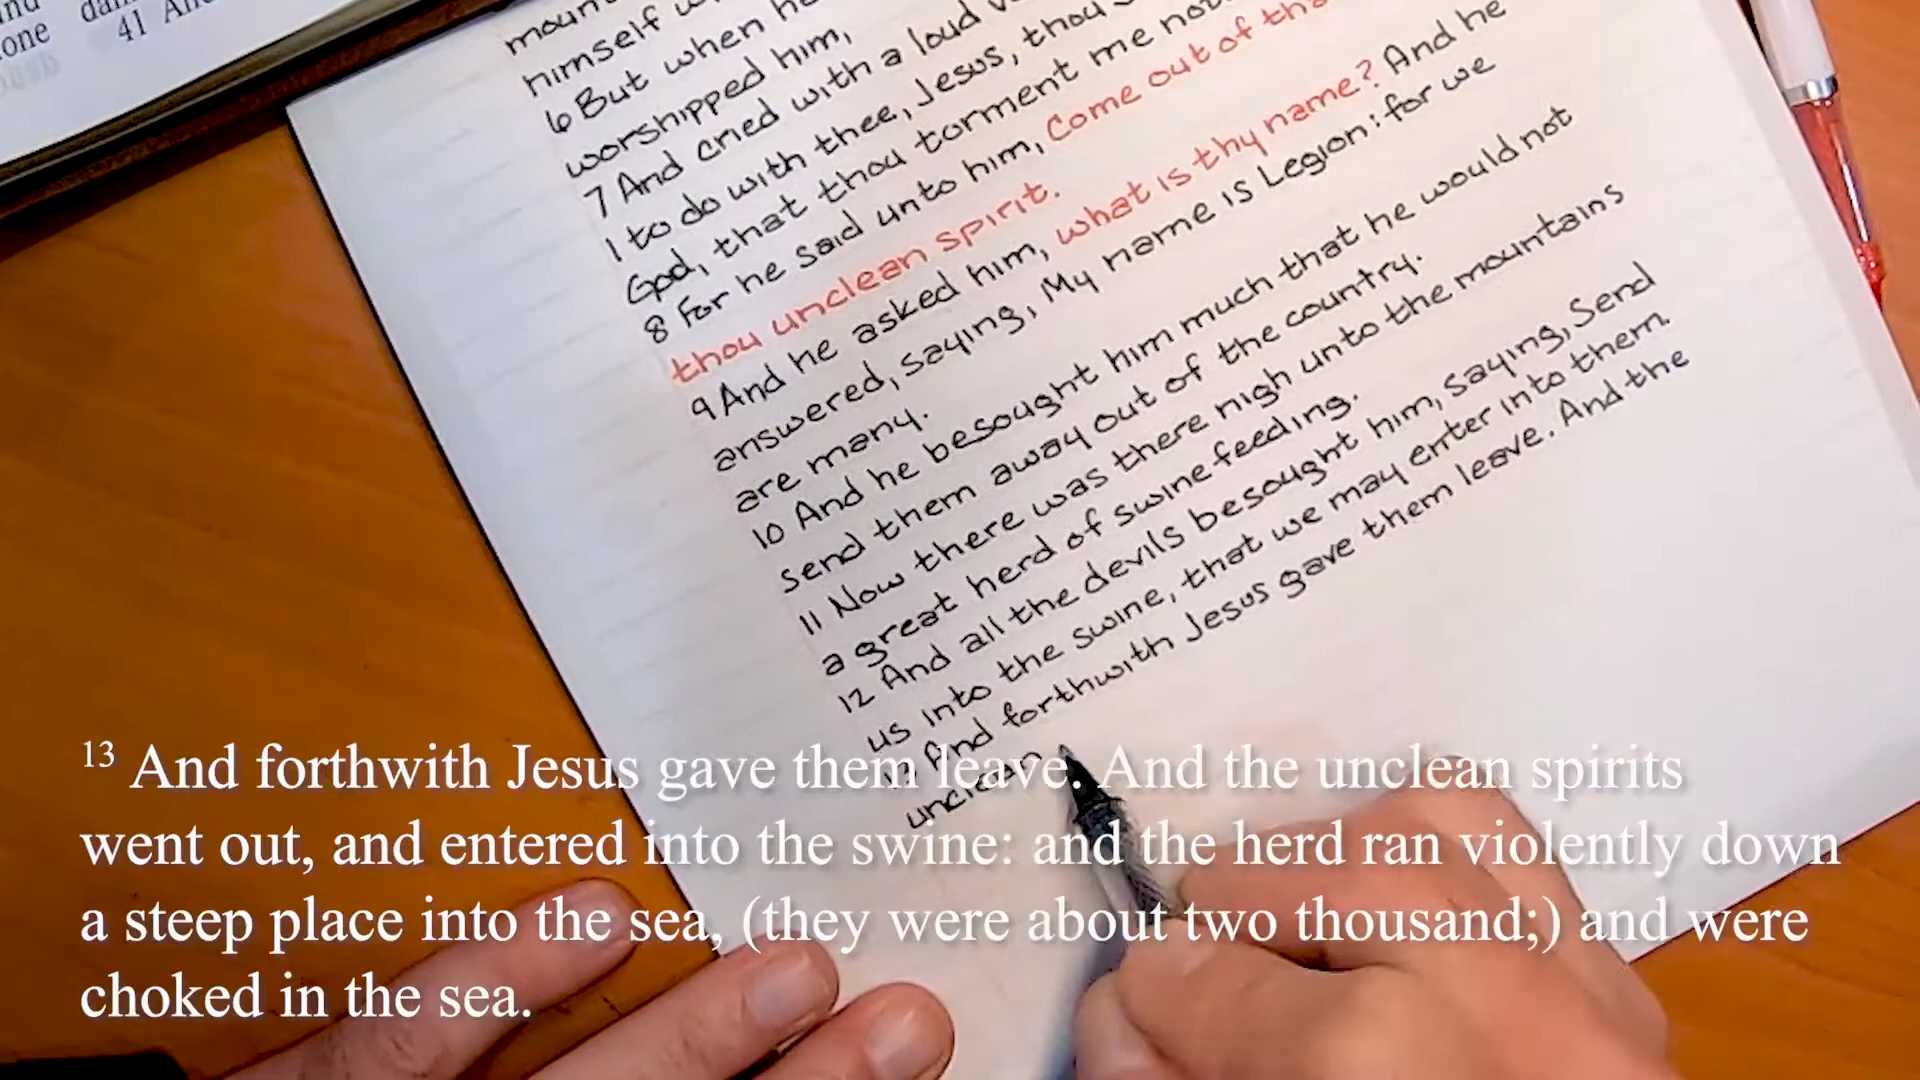 one
41 And
mount
himself w
6 But when he
worshipped him,
7 And cried with a loud v
I to do with thee, Jesus, thou
God, that thou torment me not.
8 For he said unto him, Come out of the
thou unclean spirit.
9 And he asked him, what is thy name? And he
answered, saying, My name is Legion: for we
are many.
10 And he besought him much that he would not
send them away out of the country.
11 Now there was there nigh unto the mountains
a great herd of swine feeding.
12 And all the devils besought him, saying, Send
us into the swine, that we may enter into them.
13 And forthwith Jesus gave them leave. And the
unclean
13 And forthwith Jesus gave them leave. And the unclean spirits
went out, and entered into the swine: and the herd ran violently down
a steep place into the sea, (they were about two thousand;) and were
choked in the sea.